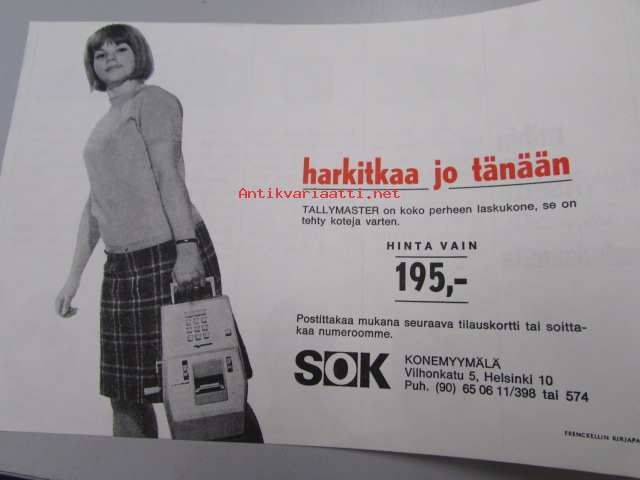 harkitkaa jo tänään
Antikvariaatti.net
TALLYMASTER on koko perheen laskukone, se on
tehty koteja varten.
HINTA VAIN
195,-
Postittakaa mukana seuraava tilauskortti tai soitta-
kaa numeroomme.
SOK
KONEMYYMÄLÄ
Vilhonkatu 5, Helsinki 10
Puh. (90) 65 06 11/398 tai 574
FRENCKELLIN KIRJAPA